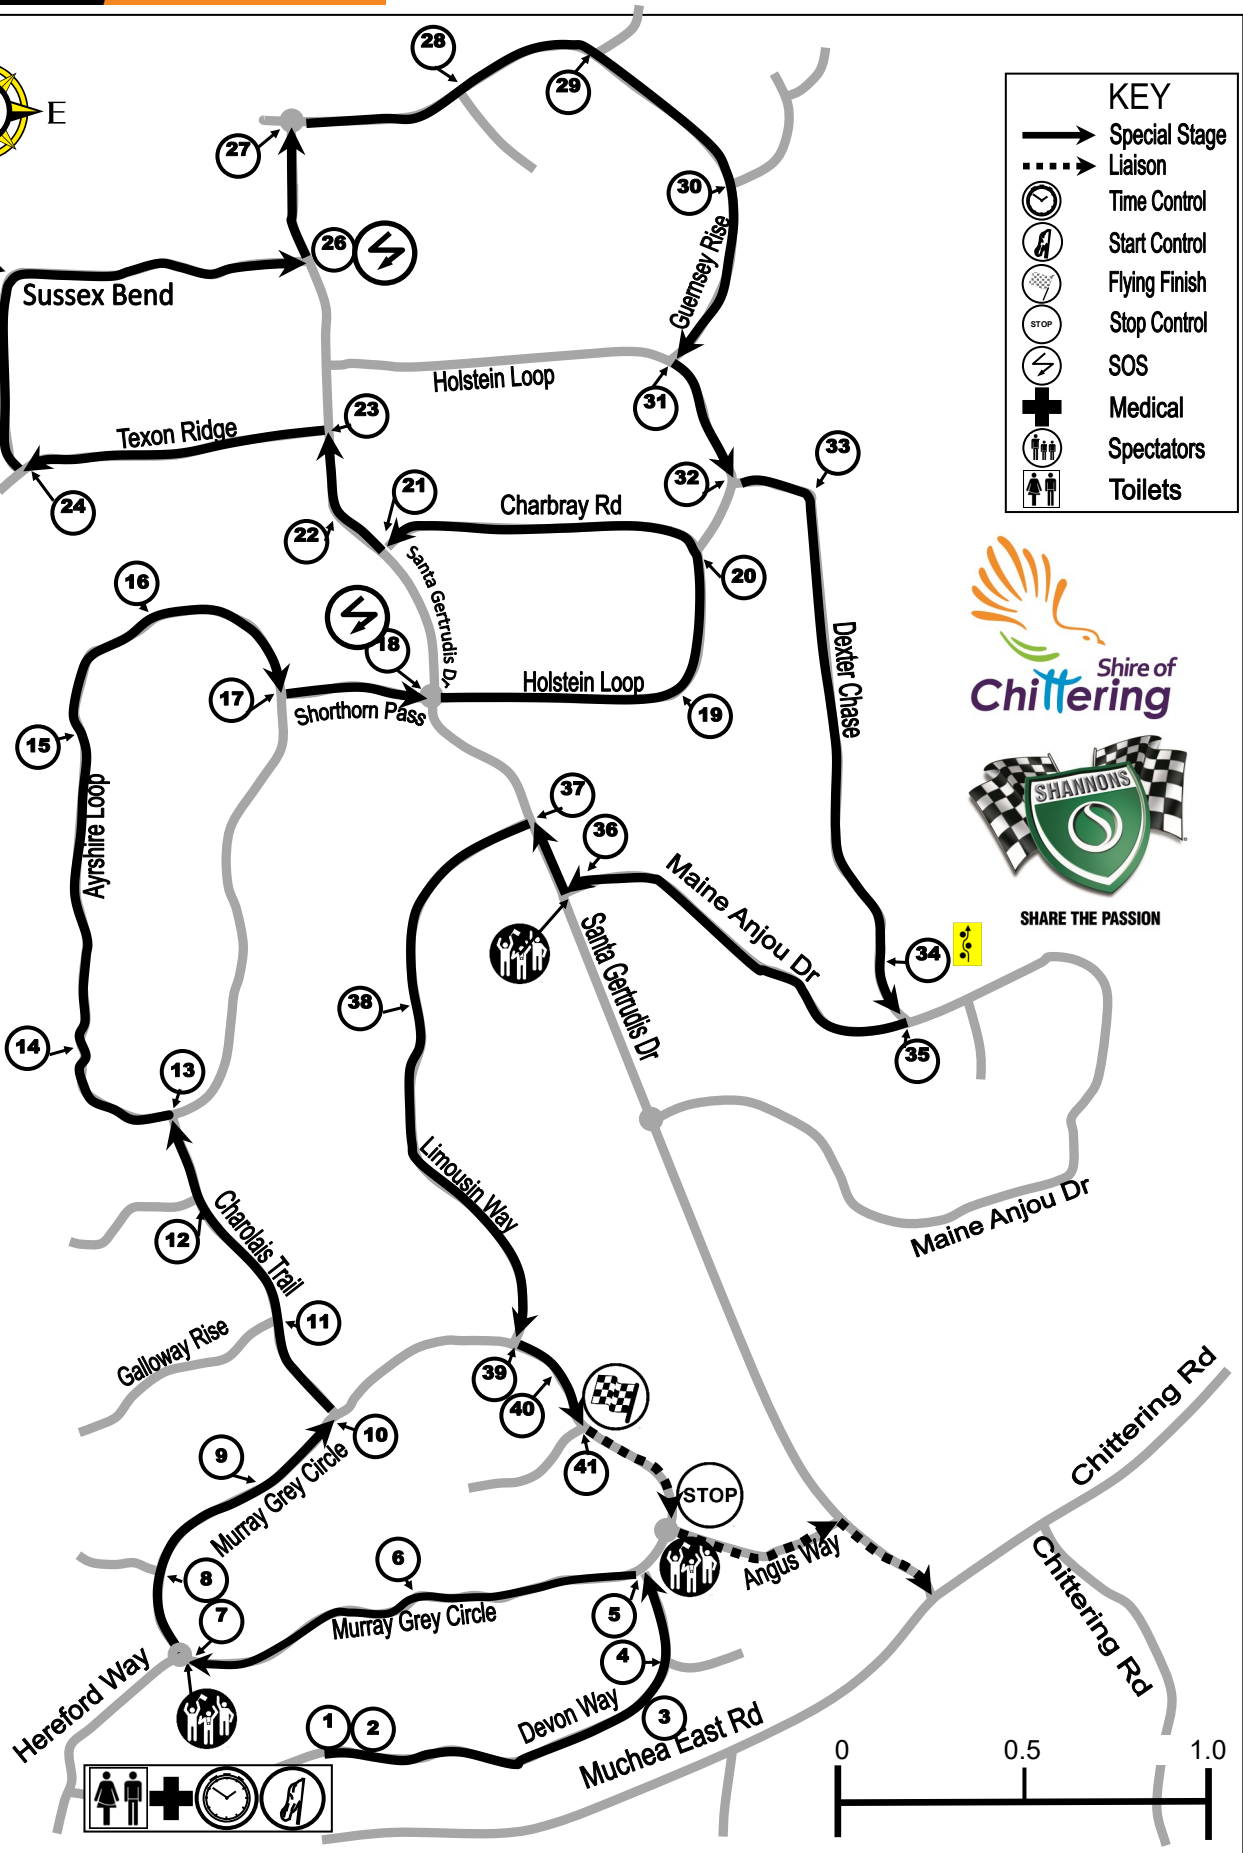 E
KEY
Special Stage
Liaison
Time Control
Start Control
Flying Finish
STOP
Stop Control
SOS
Medical
Spectators
Toilets
28
29
27
30
26
Guernsey Rise
Sussex Bend
Holstein Loop
31
23
Texon Ridge
33
32
21
24
Charbray Rd
22
20
16
Santa Gertrudis Dr
18
Dexter Chase
Shire of
Chittering
17
Holstein Loop
Shorthorn Pass
19
15
SHANNONS
SHARE THE PASSION
37
36
Ayrshire Loop
Maine Anjou Dr
Santa Gertrudis Dr
34
38
14
35
13
Limousin Way
Charolais Trail
Maine Anjou Dr
12
11
Galloway Rise
39
40
Chittering Rd
10
9
41
Murray Grey Circle
STOP
6
Angus Way
Chittering Rd
8
7
5
Murray Grey Circle
4
Hereford Way
3
1
2
Devon Way
Muchea East Rd
0
0.5
1.0